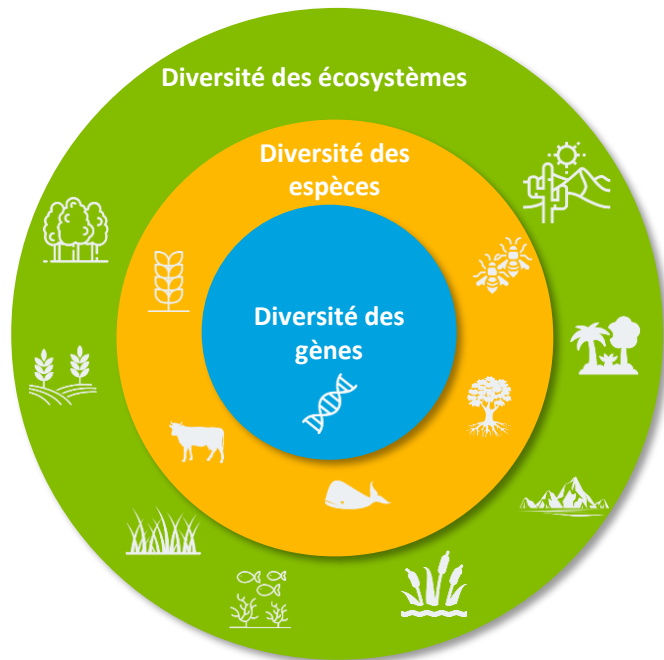 Diversité des écosystèmes
Diversité des
espèces
Diversité des
gènes